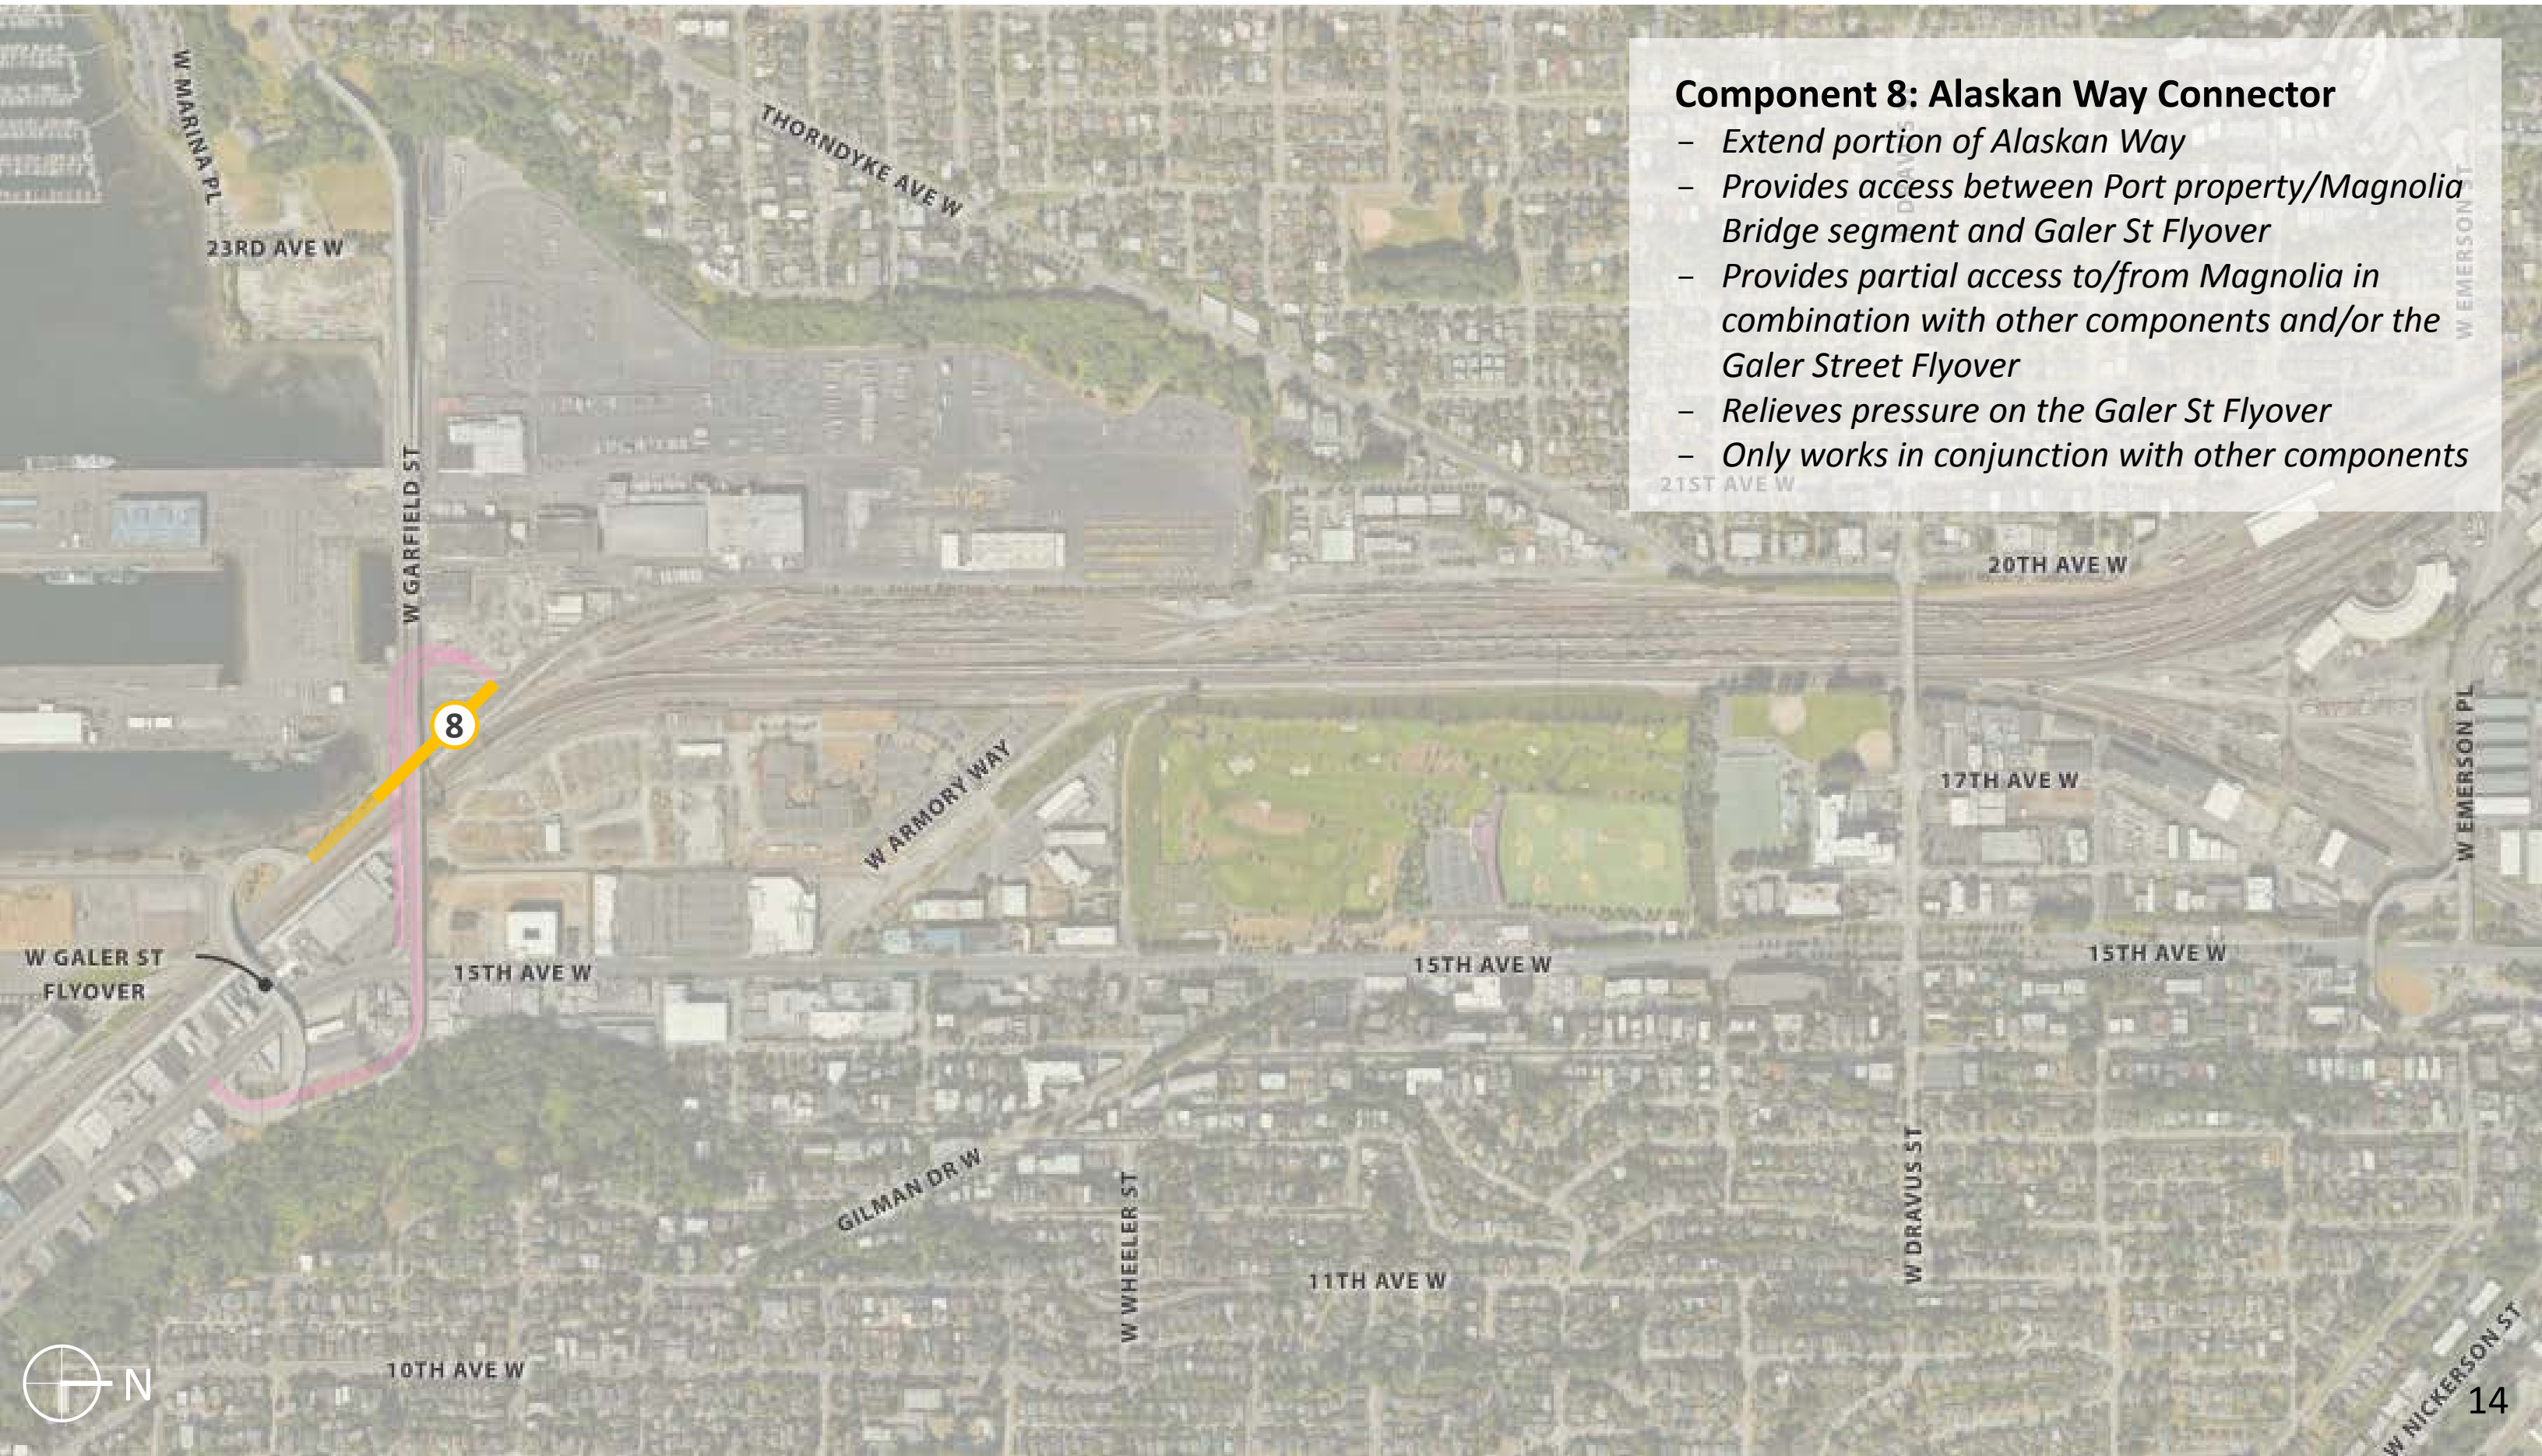 Component 8: Alaskan Way Connector
– Extend portion of Alaskan Way
– Provides access between Port property/Magnolia
Bridge segment and Galer St Flyover
– Provides partial access to/from Magnolia in
combination with other components and/or the
Galer Street Flyover
– Relieves pressure on the Galer St Flyover
– Only works in conjunction with other components
W MARINA PL
THORNDYKE AVE W
23RD AVE W
W EMERSON ST
21ST AVE W
W GARFIELD ST
20TH AVE W
8
W ARMORY WAY
17TH AVE W
W EMERSON PL
W GALER ST
FLYOVER
15TH AVE W
15TH AVE W
15TH AVE W
GILMAN DR W
W WHEELER ST
W DRAVUS ST
11TH AVE W
10TH AVE W
W NICKERSON ST
N
14